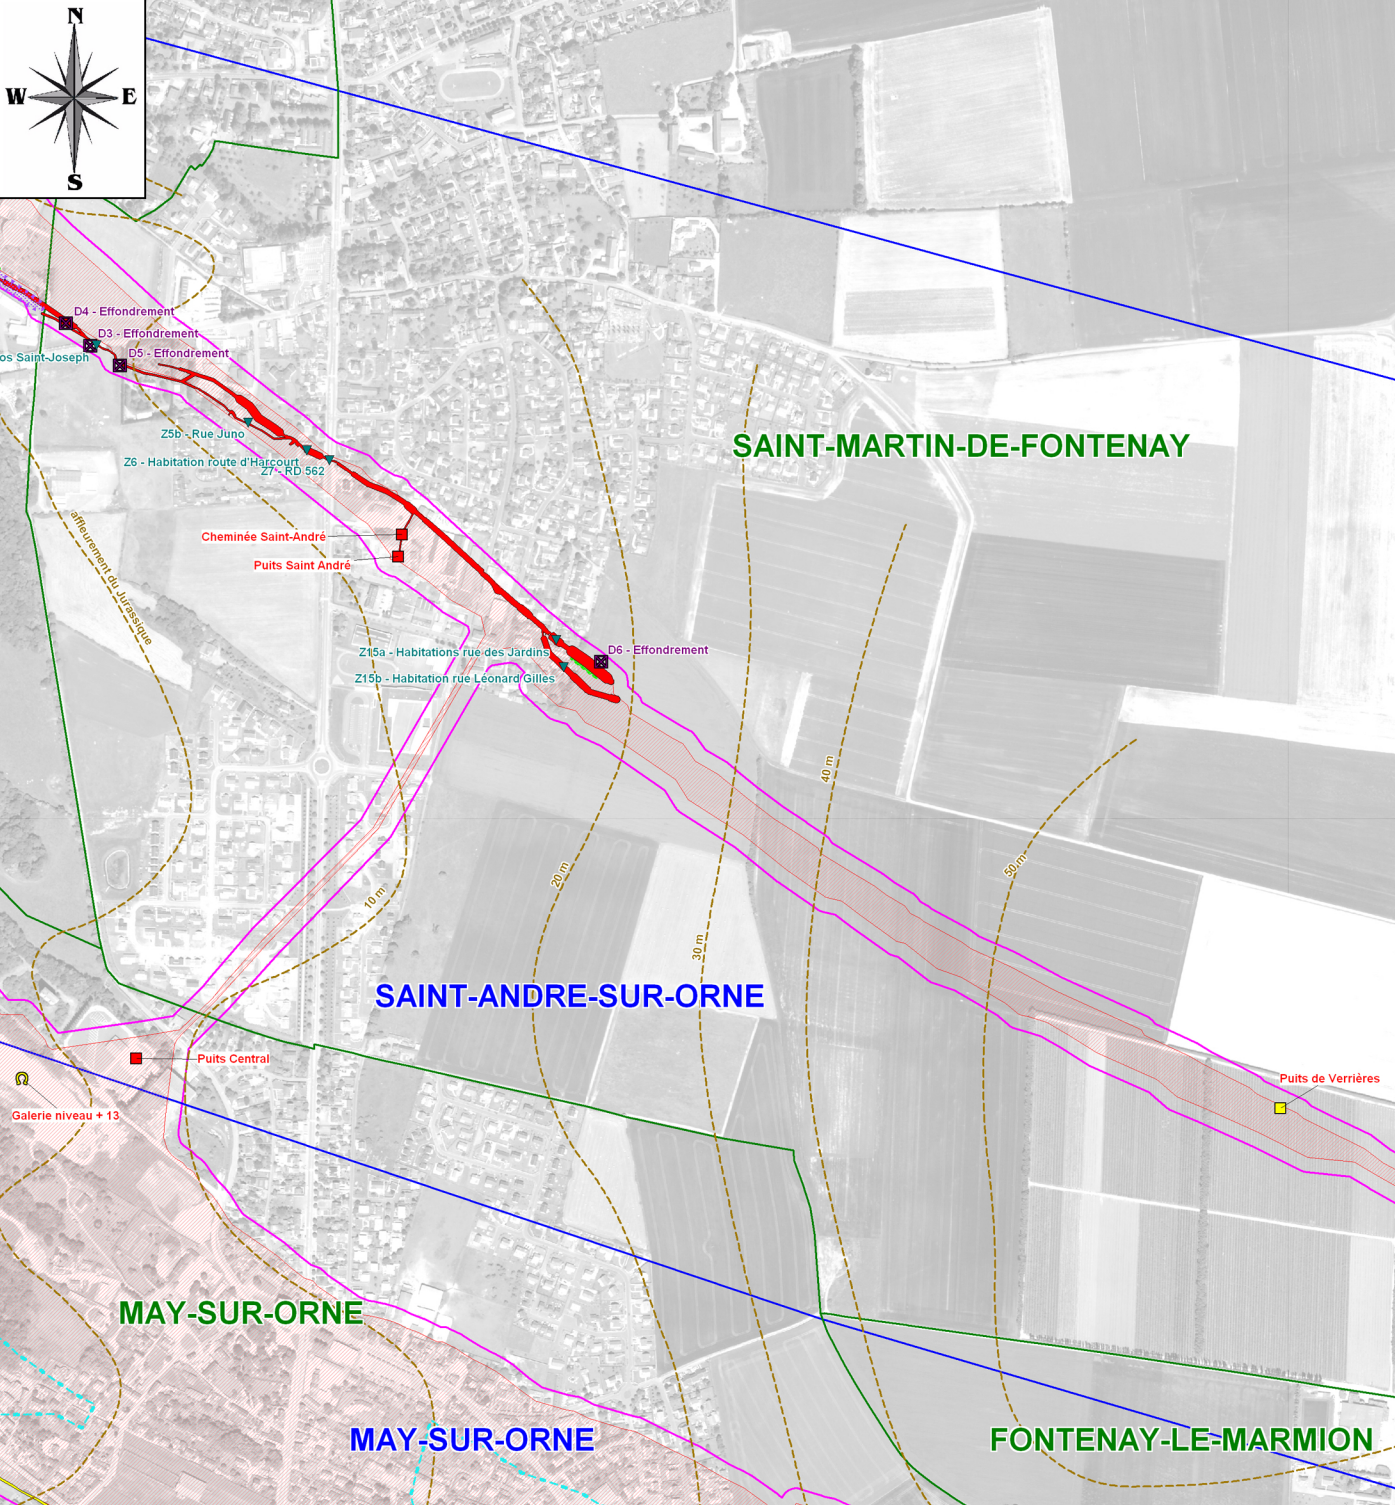 N
W E
S
D4 - Effondrement
D3 - Effondrement
os Saint-Joseph
D5 - Effondrement
Z5b - Rue Juno
Z6 - Habitation route d'Harcourt
Z7 - RD 562
SAINT-MARTIN-DE-FONTENAY
affleurement du Jurassique
Cheminée Saint-André
Puits Saint André
Z15a - Habitations rue des Jardins
D6 - Effondrement
Z15b - Habitation rue Léonard Gilles
40 m
50 m
20 m
10 m
30 m
SAINT-ANDRE-SUR-ORNE
Puits Central
Puits de Verrières
Galerie niveau + 13
MAY-SUR-ORNE
MAY-SUR-ORNE
FONTENAY-LE-MARMION